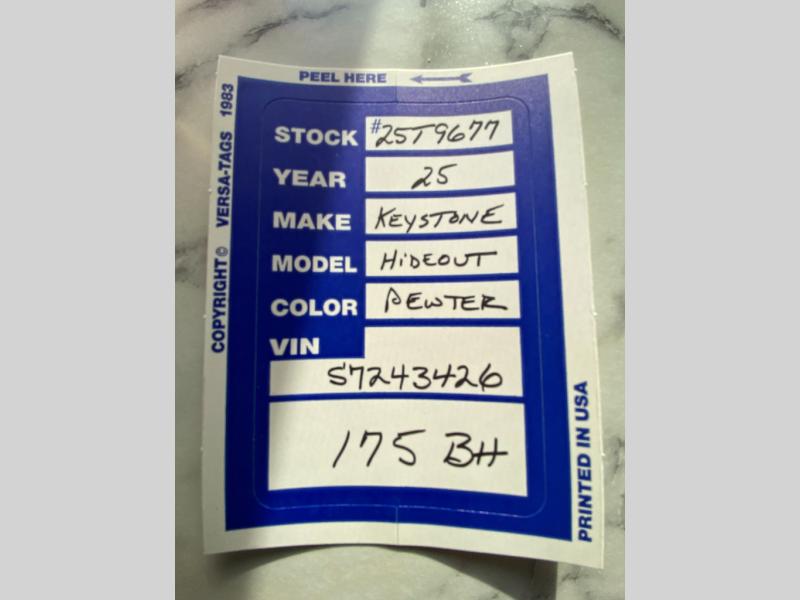 PEEL HERE
COPYRIGHT © VERSA-TAGS 1983
STOCK #25T9677
YEAR 25
MAKE KEYSTONE
MODEL HiDEOUT
COLOR PEWTER
VIN
S7243426
175 BH
PRINTED IN USA